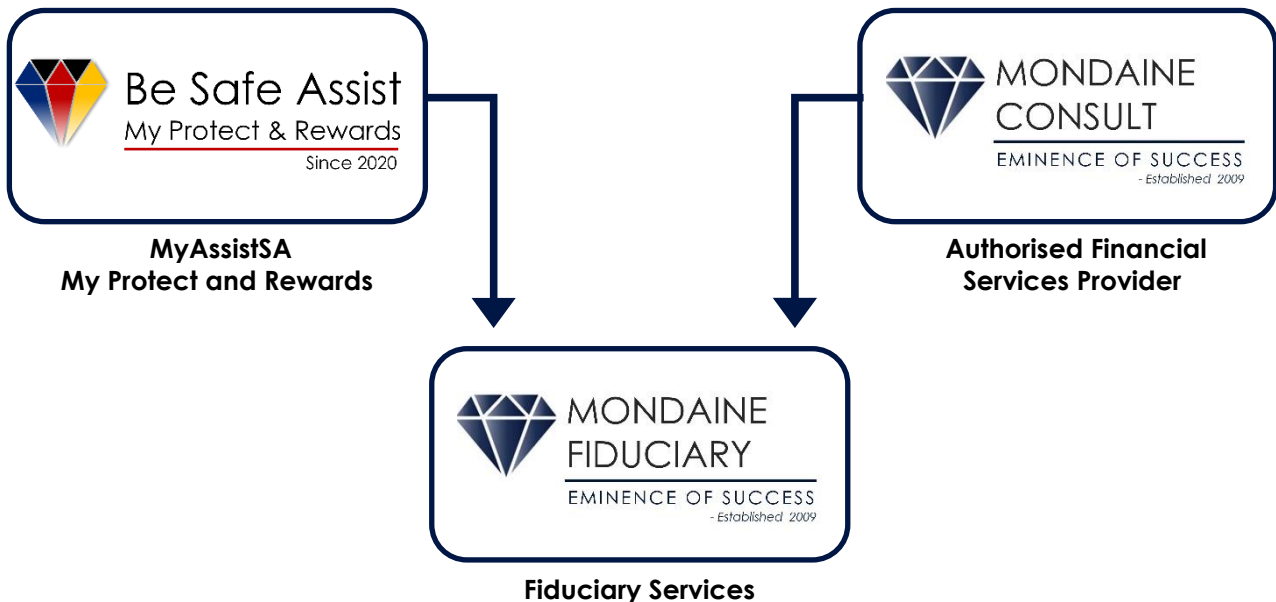 Be Safe Assist
My Protect & Rewards
Since 2020
MyAssistSA
My Protect and Rewards
MONDAINE
CONSULT
EMINENCE OF SUCCESS
- Established 2009
Authorised Financial
Services Provider
MONDAINE
FIDUCIARY
EMINENCE OF SUCCESS
- Established 2009
Fiduciary Services